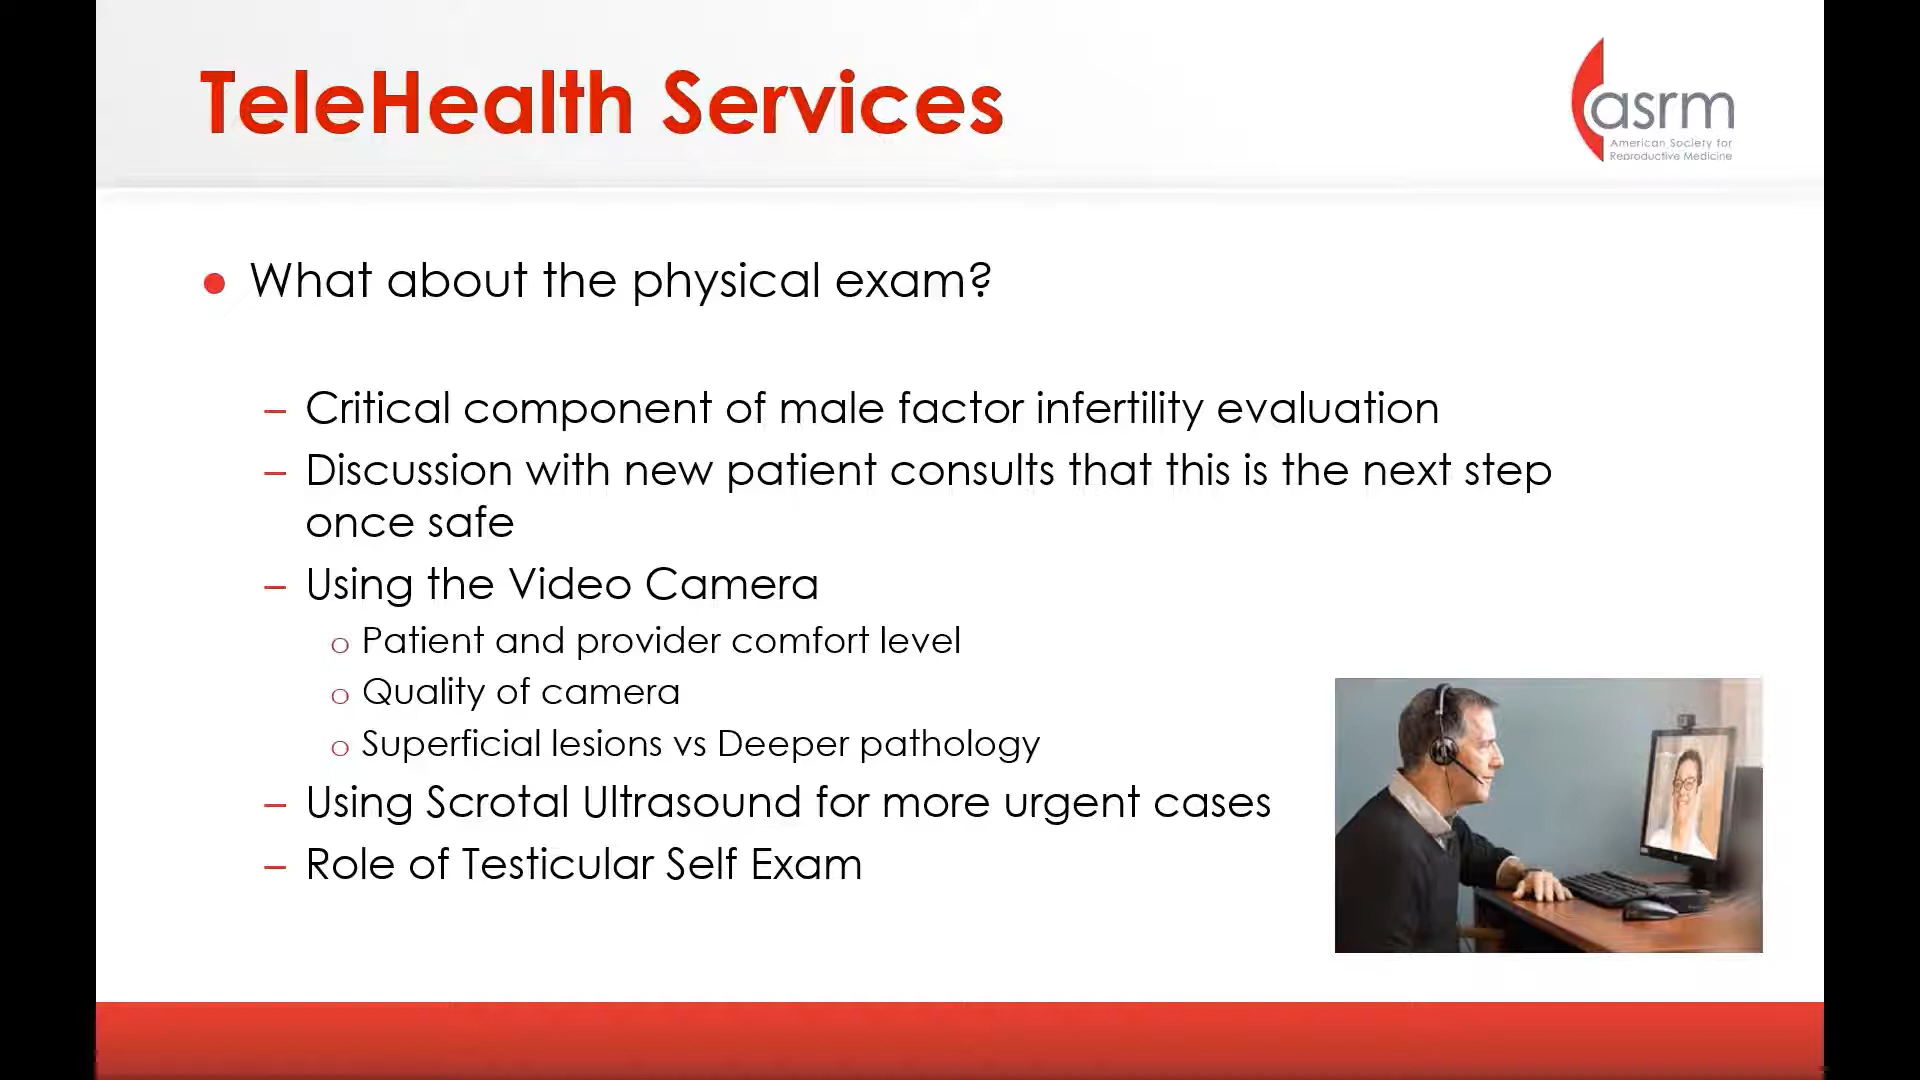 TeleHealth Services
asrm
American Society for
Reproductive Medicine
● What about the physical exam?
– Critical component of male factor infertility evaluation
– Discussion with new patient consults that this is the next step
once safe
– Using the Video Camera
o Patient and provider comfort level
o Quality of camera
o Superficial lesions vs Deeper pathology
– Using Scrotal Ultrasound for more urgent cases
– Role of Testicular Self Exam